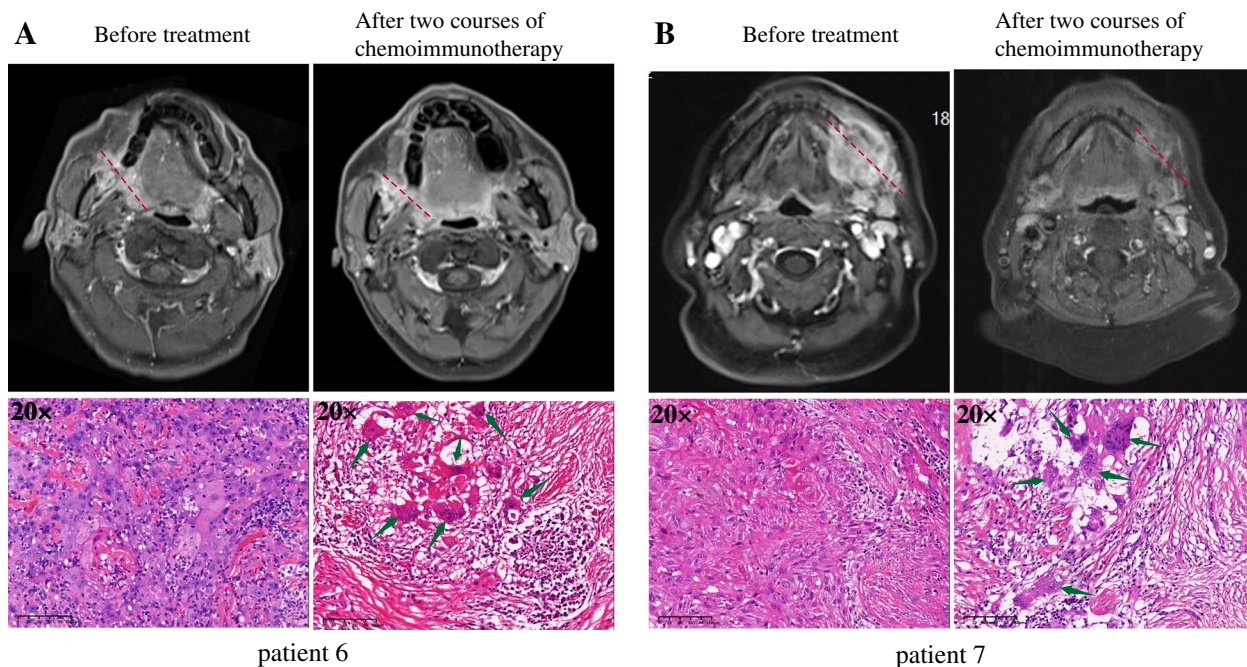 A
Before treatment
After two courses of
chemoimmunotherapy
B
Before treatment
After two courses of
chemoimmunotherapy
18
20×
20×
20×
20×
patient 6
patient 7